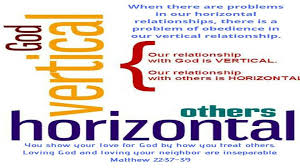 When there are problems
in our horizontal
relationships, there is a
problem of obedience in
our vertical relationship.
God
vertical
Our relationship
with God is VERTICAL.
Our relationship
with others is HORIZONTAL
others
horizontal
You show your love for God by how you treat others.
Loving God and loving your neighbor are inseparable
Matthew 22:37-39